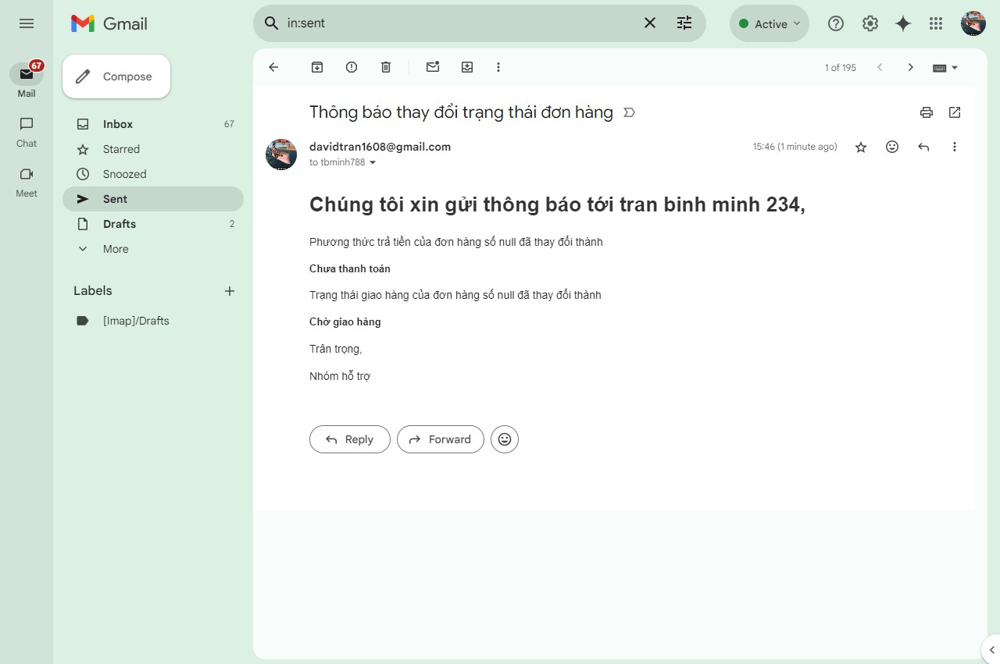 Gmail
in:sent
Active
67
Mail
Chat
Meet
Compose
Inbox 67
Starred
Snoozed
Sent
Drafts 2
More
Labels
[Imap]/Drafts
1 of 195
Thông báo thay đổi trạng thái đơn hàng
davidtran1608@gmail.com
15:46 (1 minute ago)
to tbminh788
Chúng tôi xin gửi thông báo tới tran binh minh 234,
Phương thức trả tiền của đơn hàng số null đã thay đổi thành
Chưa thanh toán
Trạng thái giao hàng của đơn hàng số null đã thay đổi thành
Chờ giao hàng
Trân trọng,
Nhóm hỗ trợ
Reply
Forward